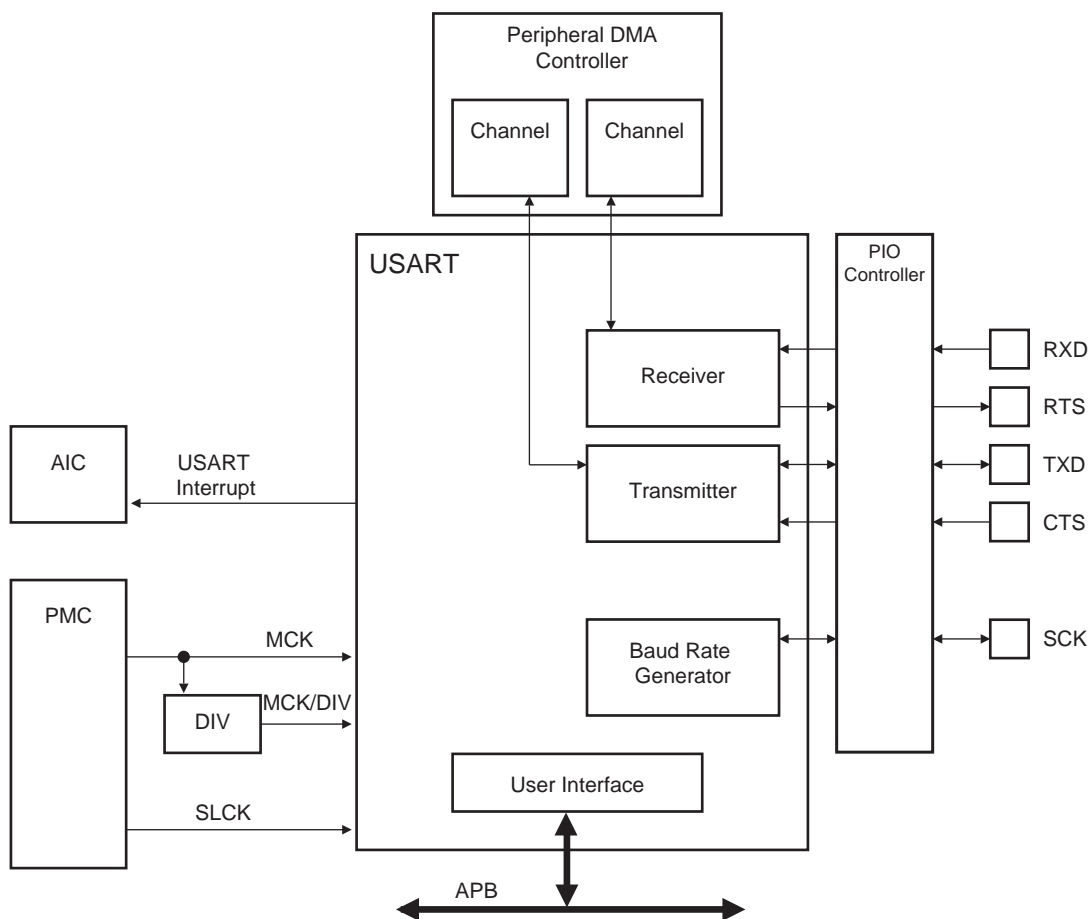 Peripheral DMA
Controller
Channel
Channel
USART
PIO
Controller
Receiver
RXD
RTS
AIC
USART
Interrupt
Transmitter
TXD
CTS
PMC
MCK
Baud Rate
Generator
SCK
DIV
MCK/DIV
User Interface
SLCK
APB